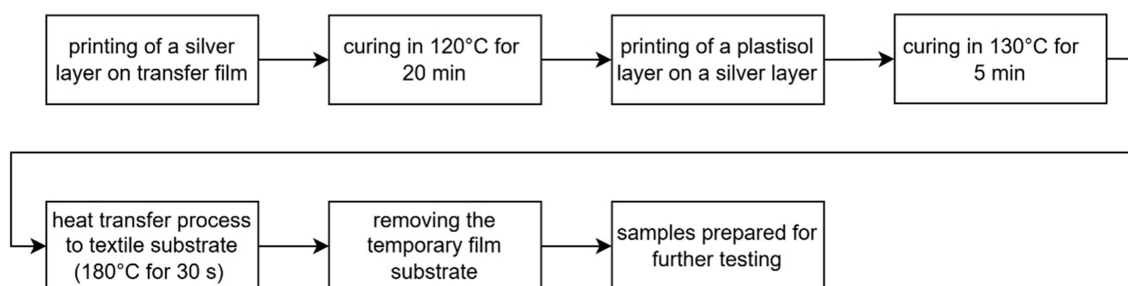 printing of a silver
layer on transfer film
curing in 120°C for
20 min
printing of a plastisol
layer on a silver layer
curing in 130°C for
5 min
heat transfer process
to textile substrate
(180°C for 30 s)
removing the
temporary film
substrate
samples prepared for
further testing